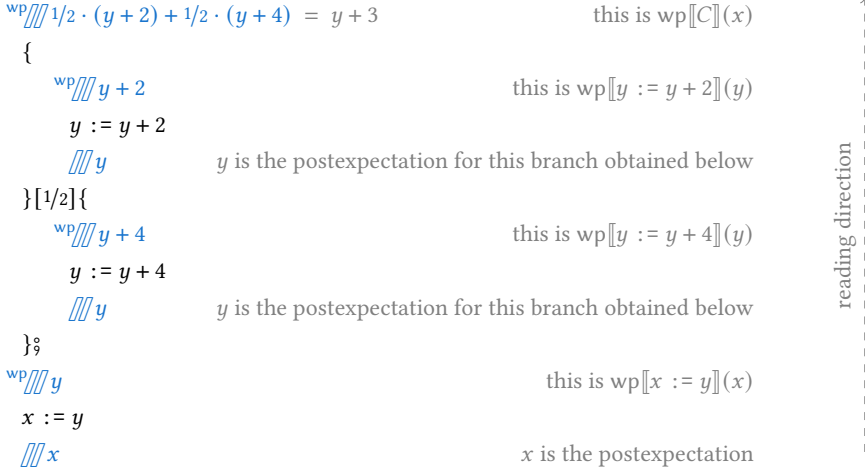 wp⫻ 1/2 · (y + 2) + 1/2 · (y + 4) = y + 3 this is wp⟦C⟧(x)
{
wp⫻ y + 2 this is wp⟦y := y + 2⟧(y)
y := y + 2
⫻ y y is the postexpectation for this branch obtained below
}[1/2]{
wp⫻ y + 4 this is wp⟦y := y + 4⟧(y)
y := y + 4
⫻ y y is the postexpectation for this branch obtained below
}⨟
wp⫻ y this is wp⟦x := y⟧(x)
x := y
⫻ x x is the postexpectation
reading direction